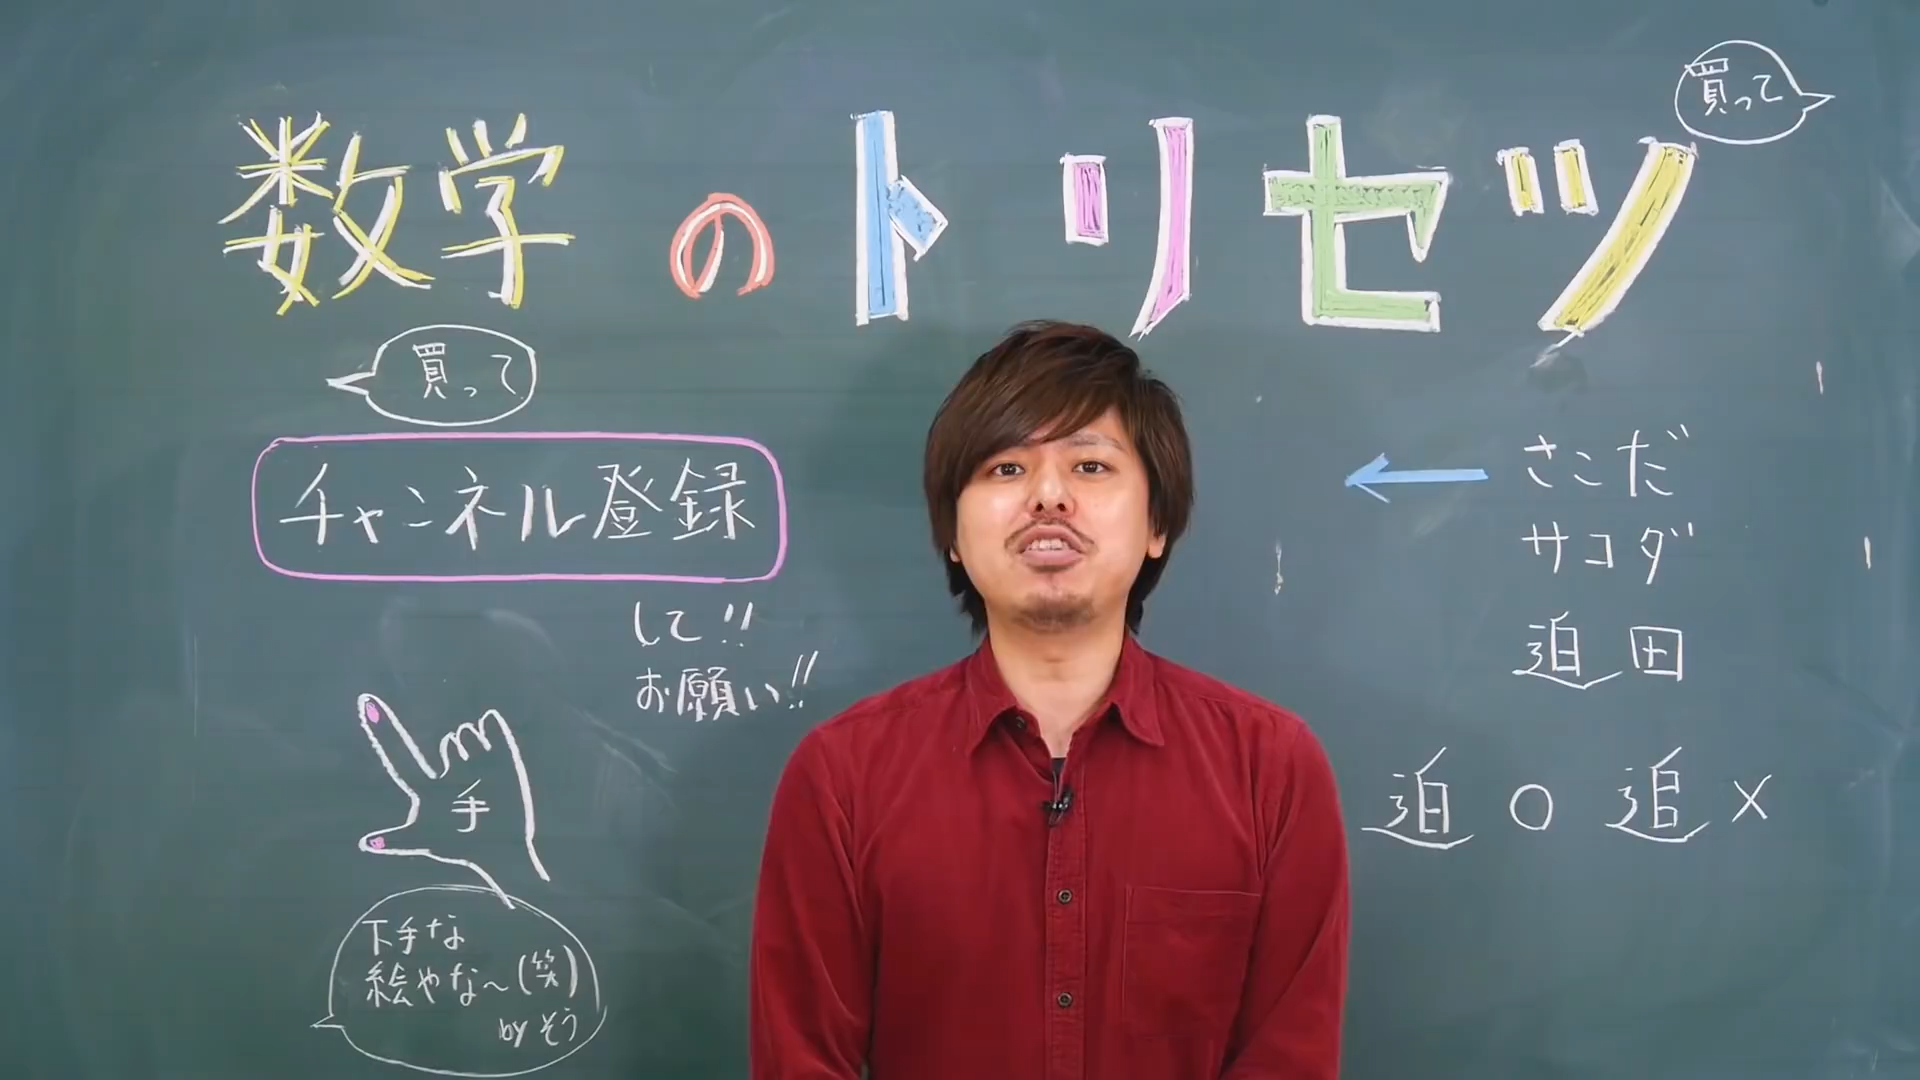 数学のトリセツ
買って
買って
チャンネル登録
して!!
お願い!!
さこだ
サコダ
迫田
迫 ○ 追 ×
手
下手な
絵やな〜(笑)
by そう